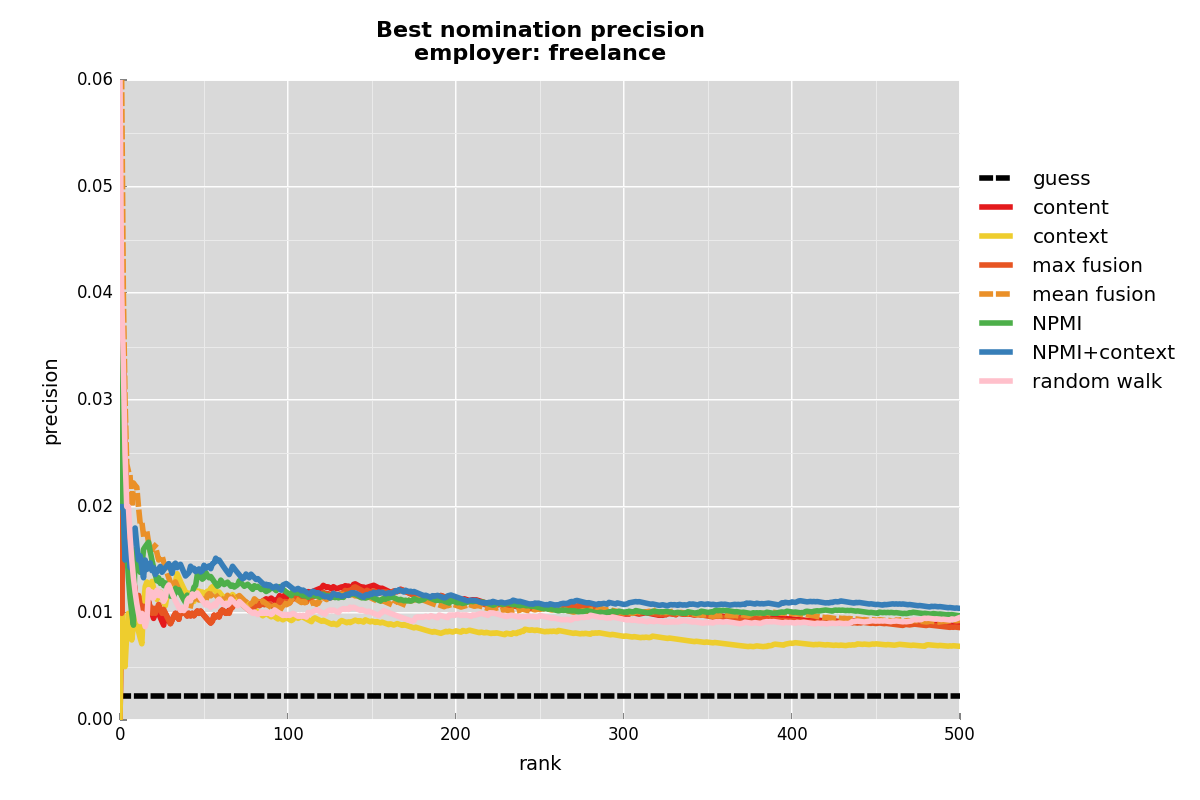 Best nomination precision
employer: freelance
0.06
0.05
0.04
0.03
0.02
0.01
0.00
precision
0 100 200 300 400 500
rank
guess
content
context
max fusion
mean fusion
NPMI
NPMI+context
random walk